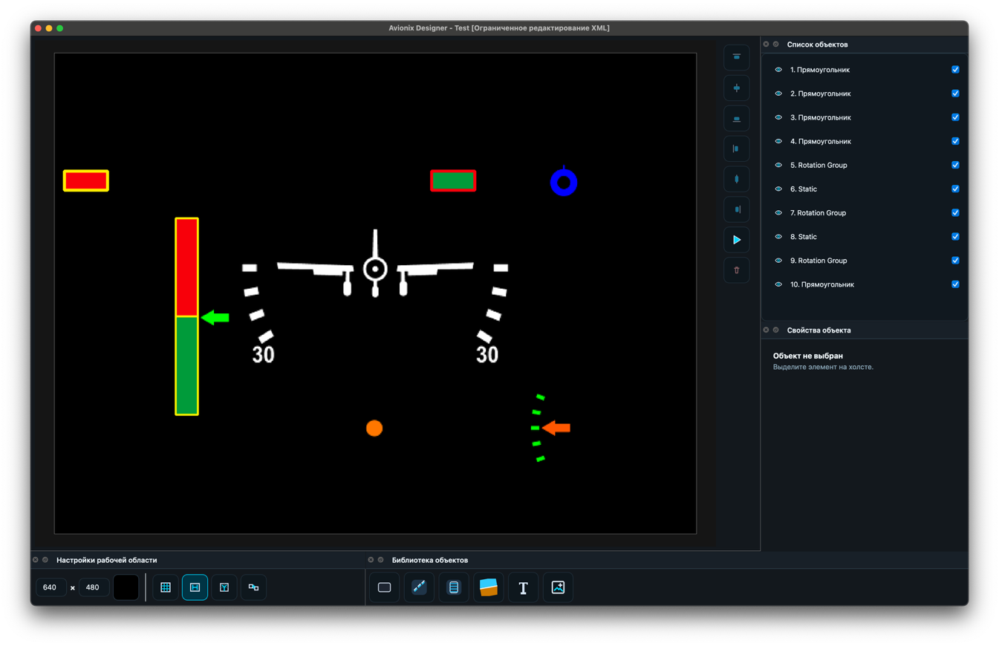 Avionix Designer - Test [Ограниченное редактирование XML]
30
30
Список объектов
1. Прямоугольник
2. Прямоугольник
3. Прямоугольник
4. Прямоугольник
5. Rotation Group
6. Static
7. Rotation Group
8. Static
9. Rotation Group
10. Прямоугольник
Свойства объекта
Объект не выбран
Выделите элемент на холсте.
Настройки рабочей области
640 × 480
Библиотека объектов
T